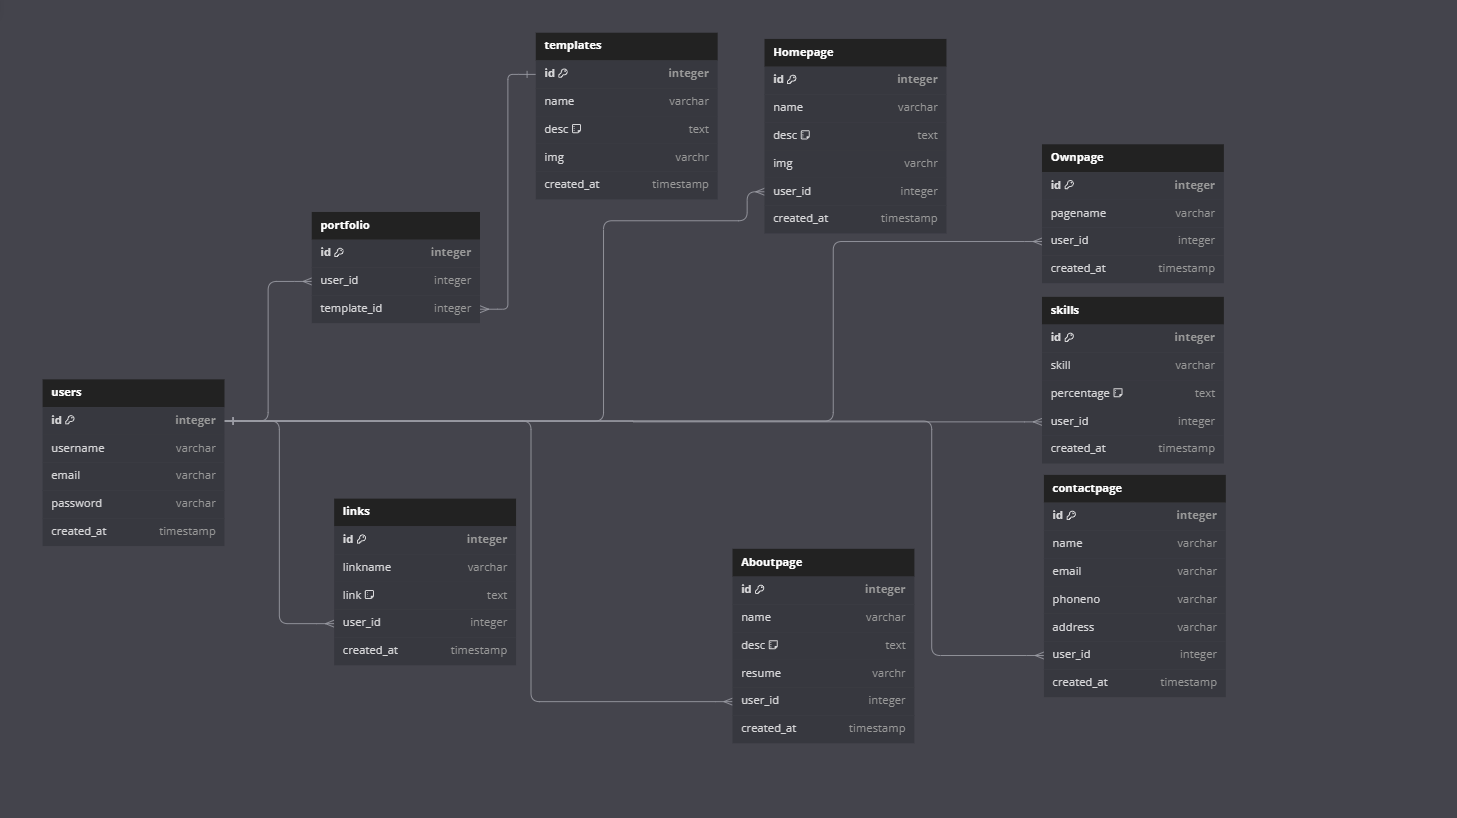 templates
id integer
name varchar
desc text
img varchr
created_at timestamp
Homepage
id integer
name varchar
desc text
img varchr
user_id integer
created_at timestamp
Ownpage
id integer
pagename varchar
user_id integer
created_at timestamp
portfolio
id integer
user_id integer
template_id integer
skills
id integer
skill varchar
percentage text
user_id integer
created_at timestamp
users
id integer
username varchar
email varchar
password varchar
created_at timestamp
links
id integer
linkname varchar
link text
user_id integer
created_at timestamp
Aboutpage
id integer
name varchar
desc text
resume varchr
user_id integer
created_at timestamp
contactpage
id integer
name varchar
email varchar
phoneno varchar
address varchar
user_id integer
created_at timestamp